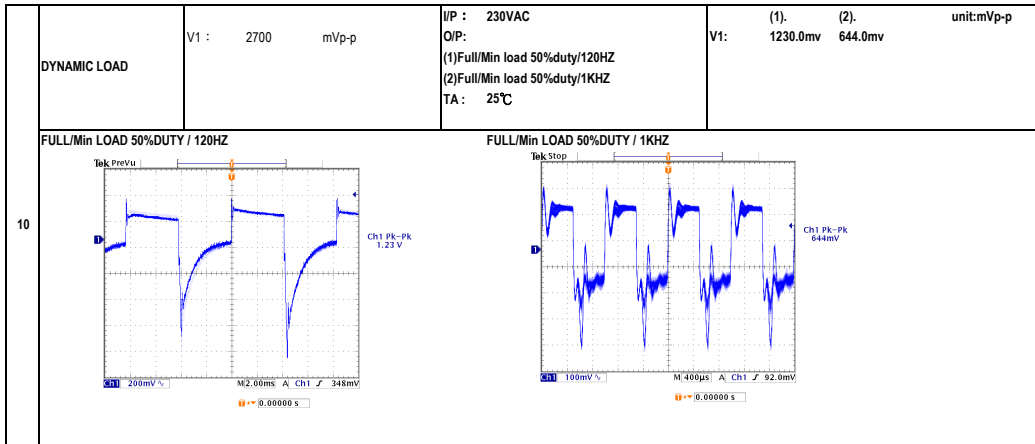 10
DYNAMIC LOAD
V1： 2700 mVp-p
I/P： 230VAC
O/P:
(1)Full/Min load 50%duty/120HZ
(2)Full/Min load 50%duty/1KHZ
TA： 25℃
(1). (2). unit:mVp-p
V1: 1230.0mv 644.0mv
FULL/Min LOAD 50%DUTY / 120HZ
Tek PreVu
T
T
1
Ch1 Pk-Pk
1.23 V
Ch1 200mV∿ M 2.00ms A Ch1 ∫ 348mV
T→▼ 0.00000 s
FULL/Min LOAD 50%DUTY / 1KHZ
Tek Stop
T
T
1
Ch1 Pk-Pk
644mV
Ch1 100mV∿ M 400µs A Ch1 ∫ 92.0mV
T→▼ 0.00000 s